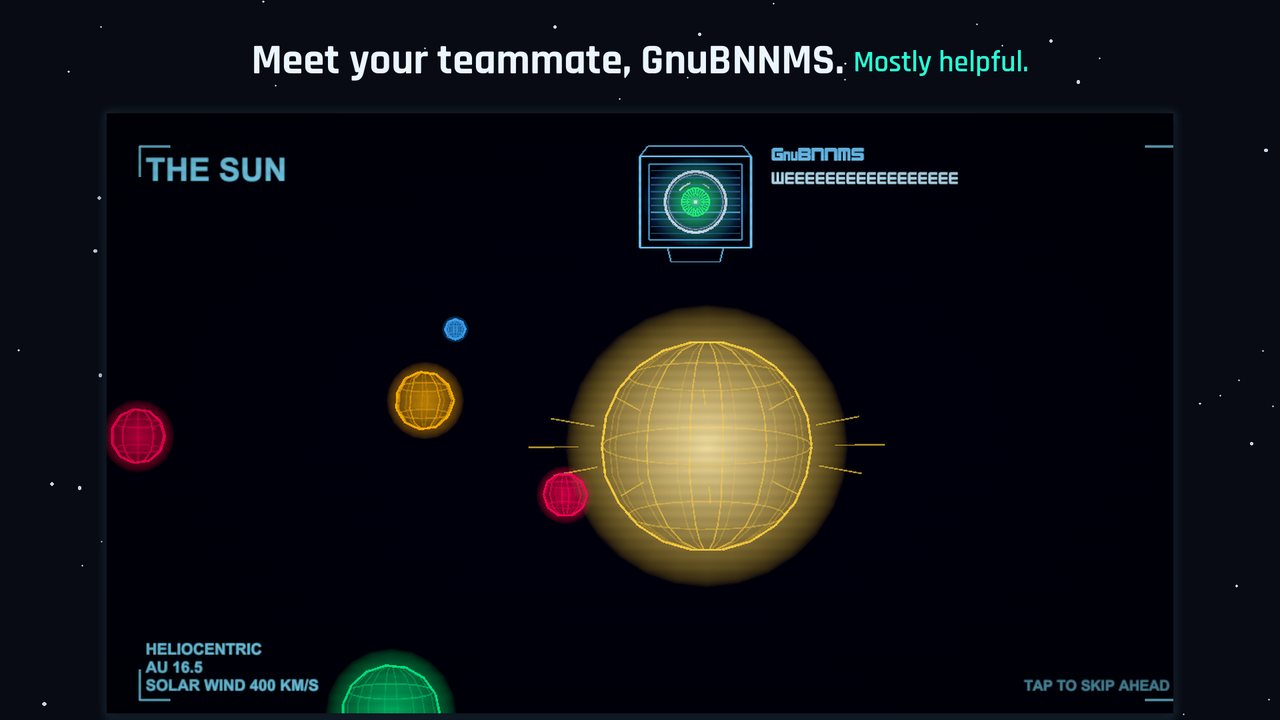 Meet your teammate, GnuBNNMS. Mostly helpful.
THE SUN
GnuBNNMS
WEEEEEEEEEEEEEEEEE
HELIOCENTRIC
AU 16.5
SOLAR WIND 400 KM/S
TAP TO SKIP AHEAD